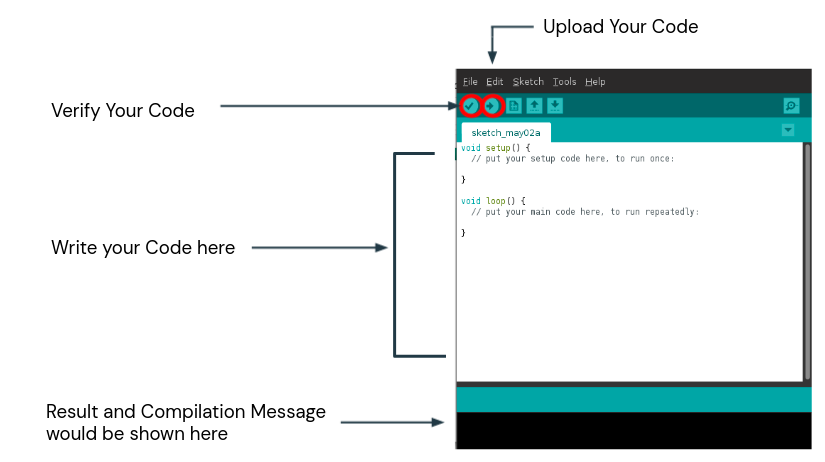 Upload Your Code
File Edit Sketch Tools Help
Verify Your Code
sketch_may02a
void setup() {
// put your setup code here, to run once:
}
void loop() {
// put your main code here, to run repeatedly:
}
Write your Code here
Result and Compilation Message
would be shown here